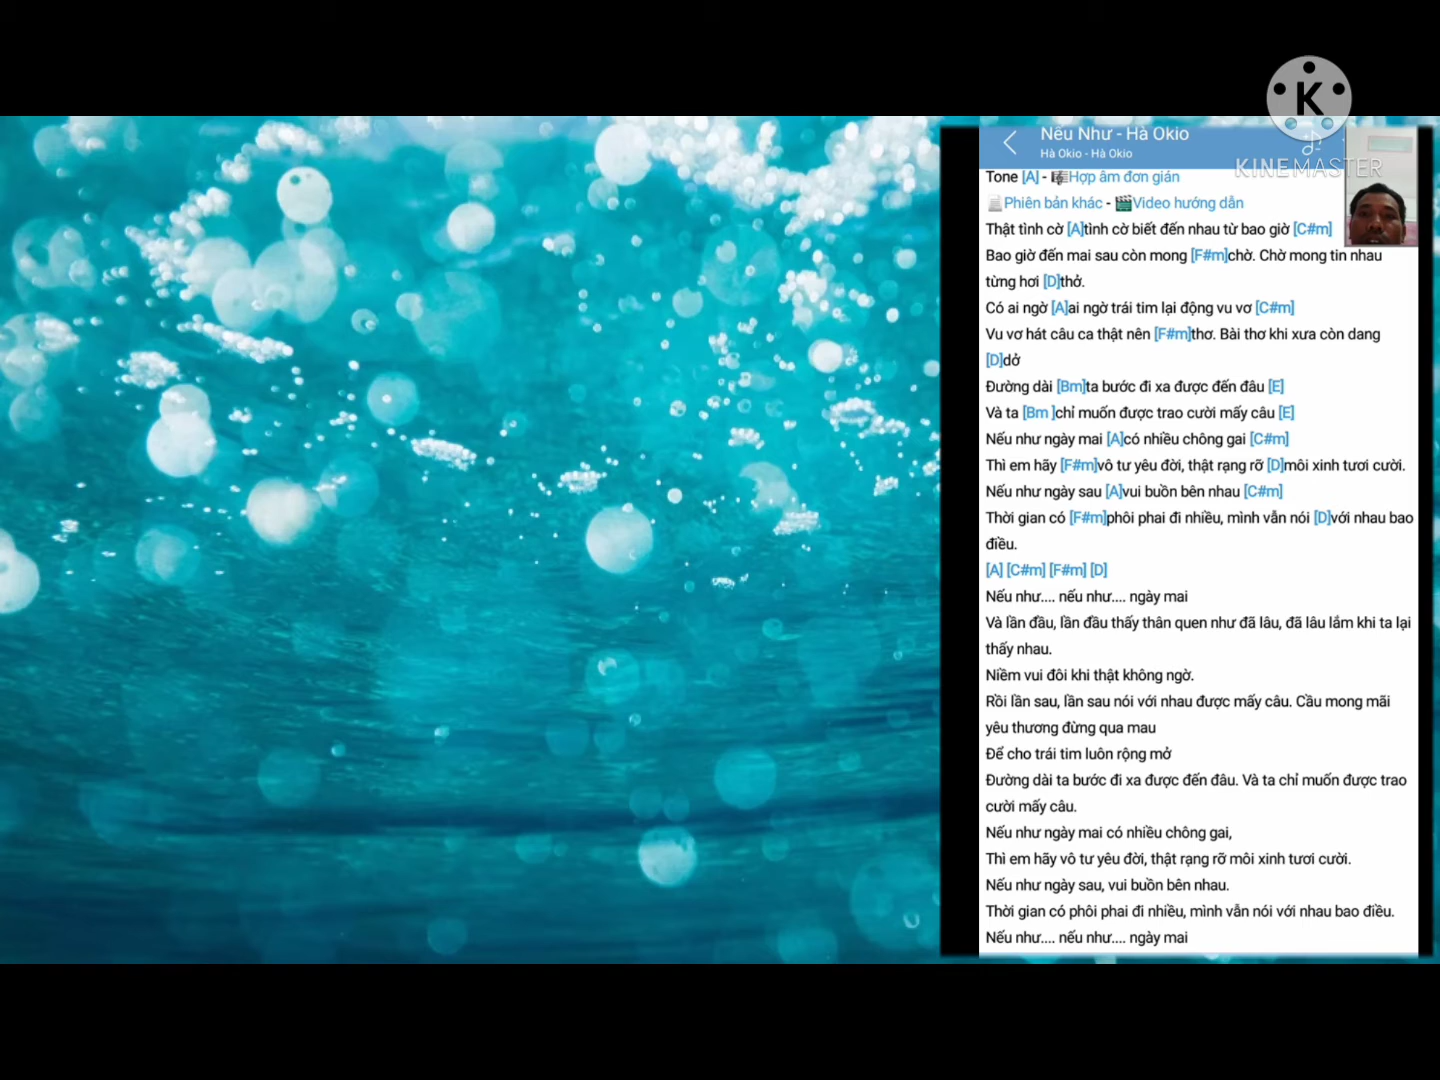 K
KINEMASTER
Nếu Như - Hà Okio
Hà Okio - Hà Okio
Tone [A] - 🎼Hợp âm đơn giản
Phiên bản khác - 🎬Video hướng dẫn
Thật tình cờ [A]tình cờ biết đến nhau từ bao giờ [C#m]
Bao giờ đến mai sau còn mong [F#m]chờ. Chờ mong tin nhau
từng hơi [D]thở.
Có ai ngờ [A]ai ngờ trái tim lại động vu vơ [C#m]
Vu vơ hát câu ca thật nên [F#m]thơ. Bài thơ khi xưa còn dang
[D]dở
Đường dài [Bm]ta bước đi xa được đến đâu [E]
Và ta [Bm ]chỉ muốn được trao cười mấy câu [E]
Nếu như ngày mai [A]có nhiều chông gai [C#m]
Thì em hãy [F#m]vô tư yêu đời, thật rạng rỡ [D]môi xinh tươi cười.
Nếu như ngày sau [A]vui buồn bên nhau [C#m]
Thời gian có [F#m]phôi phai đi nhiều, mình vẫn nói [D]với nhau bao
điều.
[A] [C#m] [F#m] [D]
Nếu như.... nếu như.... ngày mai
Và lần đầu, lần đầu thấy thân quen như đã lâu, đã lâu lắm khi ta lại
thấy nhau.
Niềm vui đôi khi thật không ngờ.
Rồi lần sau, lần sau nói với nhau được mấy câu. Cầu mong mãi
yêu thương đừng qua mau
Để cho trái tim luôn rộng mở
Đường dài ta bước đi xa được đến đâu. Và ta chỉ muốn được trao
cười mấy câu.
Nếu như ngày mai có nhiều chông gai,
Thì em hãy vô tư yêu đời, thật rạng rỡ môi xinh tươi cười.
Nếu như ngày sau, vui buồn bên nhau.
Thời gian có phôi phai đi nhiều, mình vẫn nói với nhau bao điều.
Nếu như.... nếu như.... ngày mai